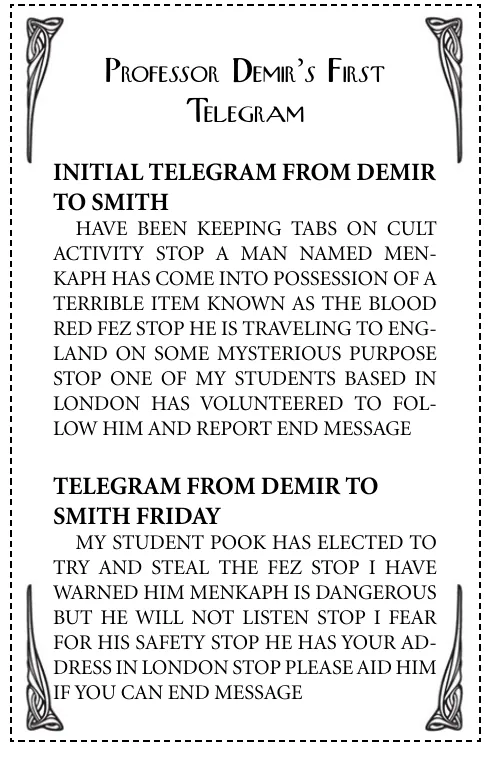 Professor Demir's First
Telegram
INITIAL TELEGRAM FROM DEMIR
TO SMITH
HAVE BEEN KEEPING TABS ON CULT
ACTIVITY STOP A MAN NAMED MEN-
KAPH HAS COME INTO POSSESSION OF A
TERRIBLE ITEM KNOWN AS THE BLOOD
RED FEZ STOP HE IS TRAVELING TO ENG-
LAND ON SOME MYSTERIOUS PURPOSE
STOP ONE OF MY STUDENTS BASED IN
LONDON HAS VOLUNTEERED TO FOL-
LOW HIM AND REPORT END MESSAGE
TELEGRAM FROM DEMIR TO
SMITH FRIDAY
MY STUDENT POOK HAS ELECTED TO
TRY AND STEAL THE FEZ STOP I HAVE
WARNED HIM MENKAPH IS DANGEROUS
BUT HE WILL NOT LISTEN STOP I FEAR
FOR HIS SAFETY STOP HE HAS YOUR AD-
DRESS IN LONDON STOP PLEASE AID HIM
IF YOU CAN END MESSAGE